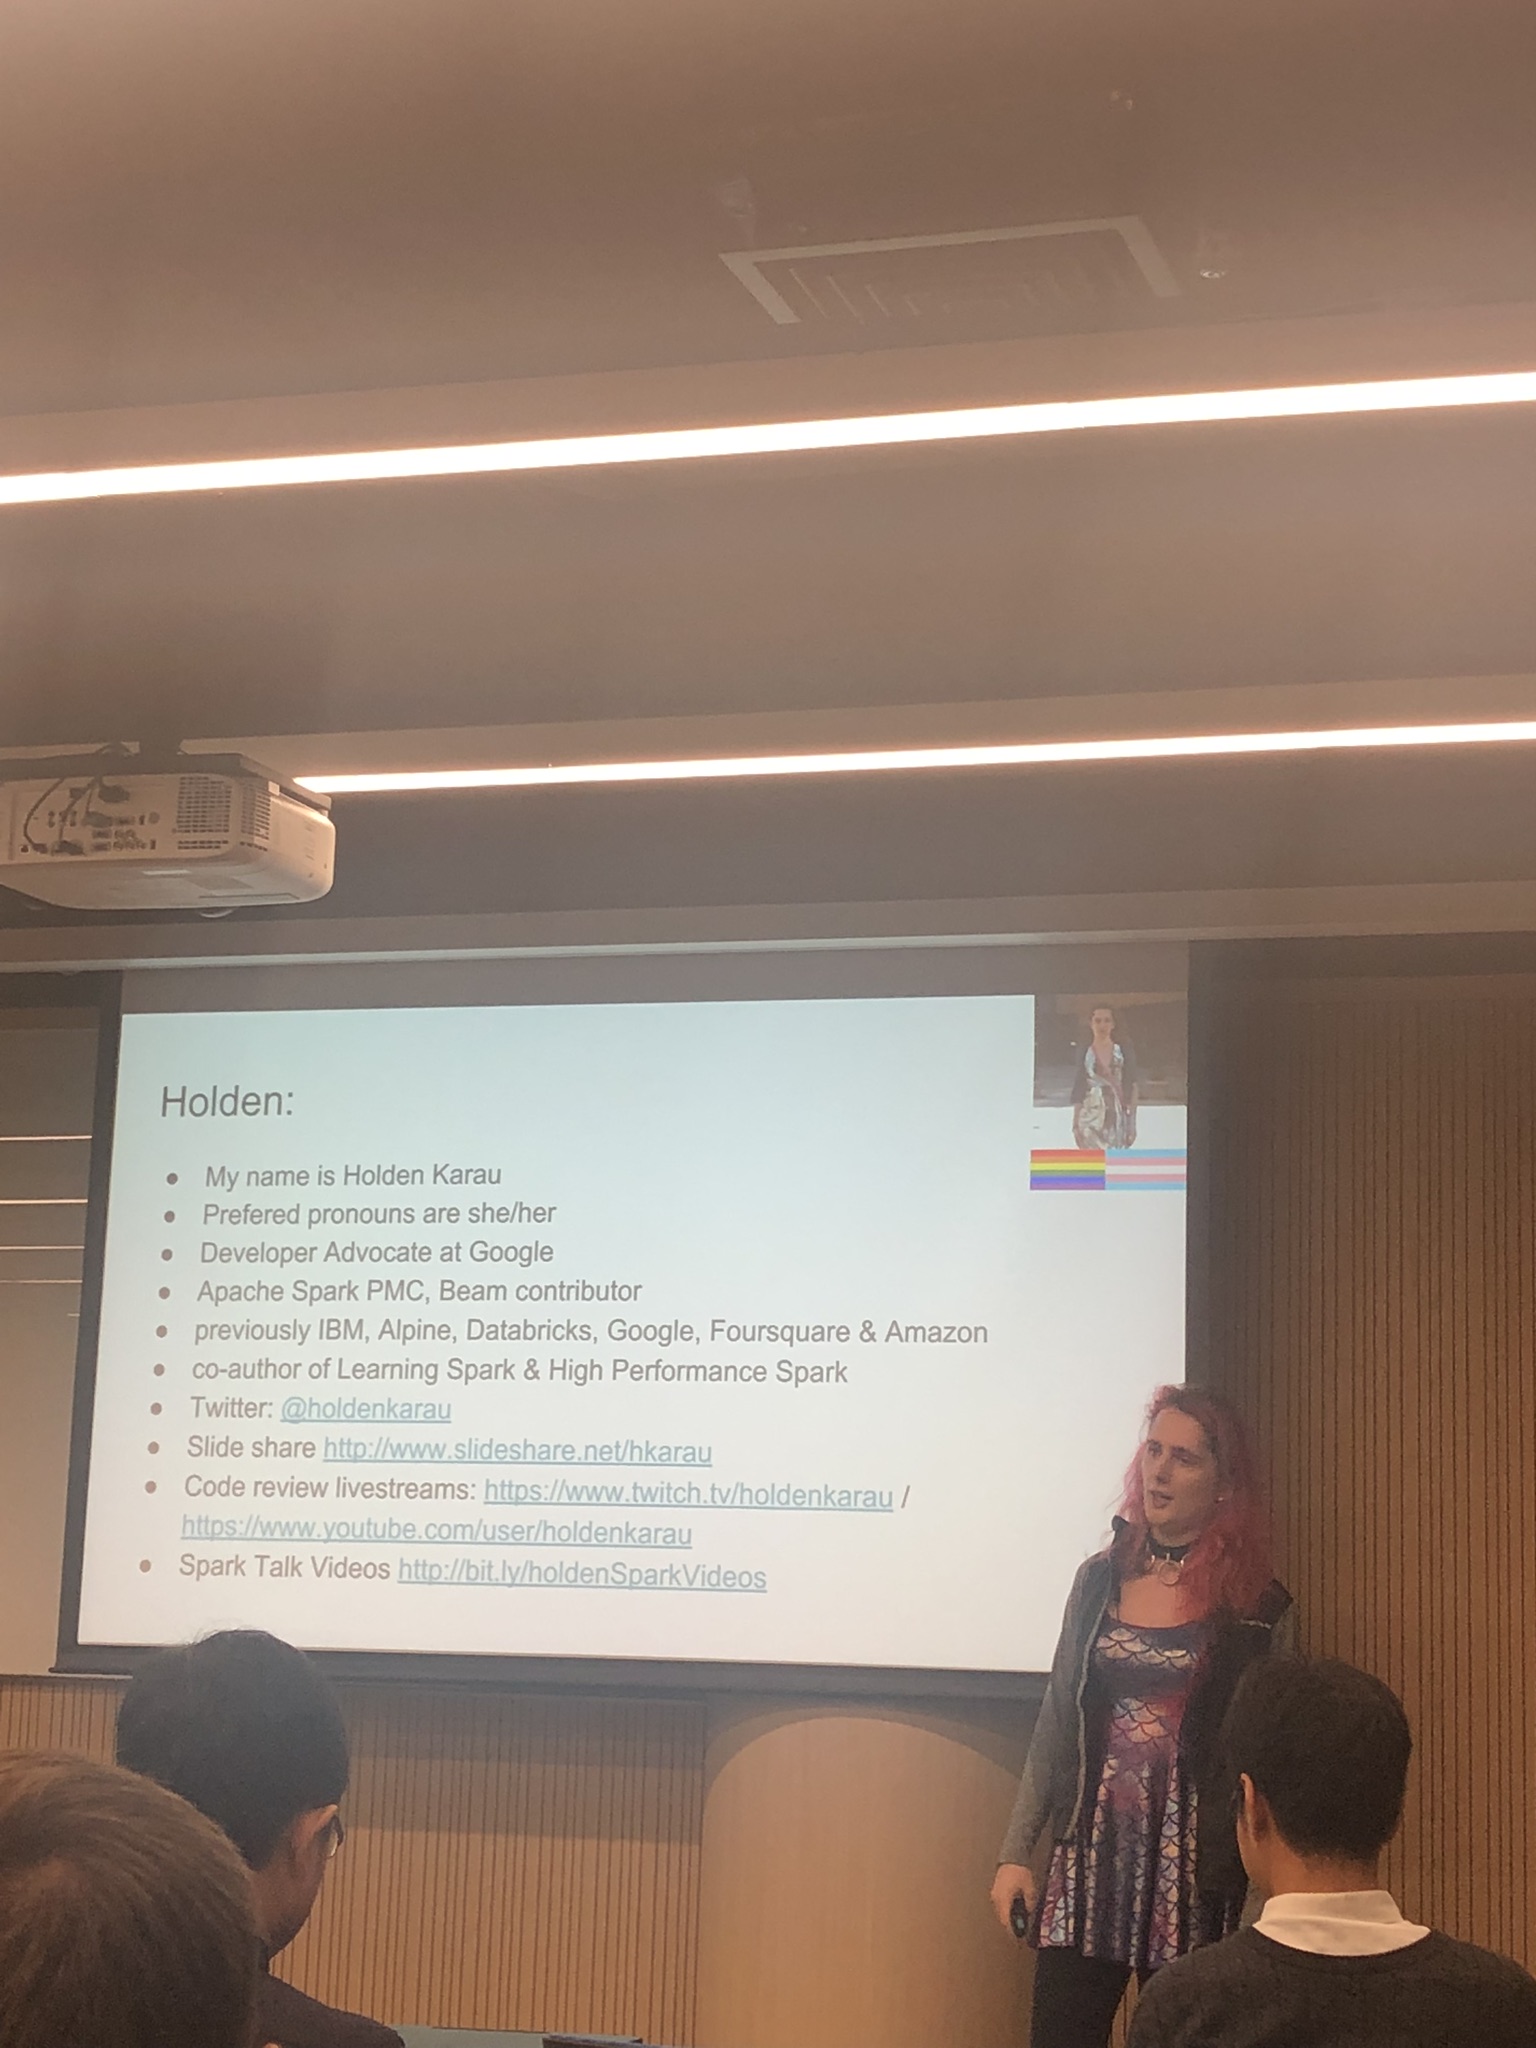 Holden:
● My name is Holden Karau
● Prefered pronouns are she/her
● Developer Advocate at Google
● Apache Spark PMC, Beam contributor
● previously IBM, Alpine, Databricks, Google, Foursquare & Amazon
● co-author of Learning Spark & High Performance Spark
● Twitter: @holdenkarau
● Slide share http://www.slideshare.net/hkarau
● Code review livestreams: https://www.twitch.tv/holdenkarau /
https://www.youtube.com/user/holdenkarau
● Spark Talk Videos http://bit.ly/holdenSparkVideos